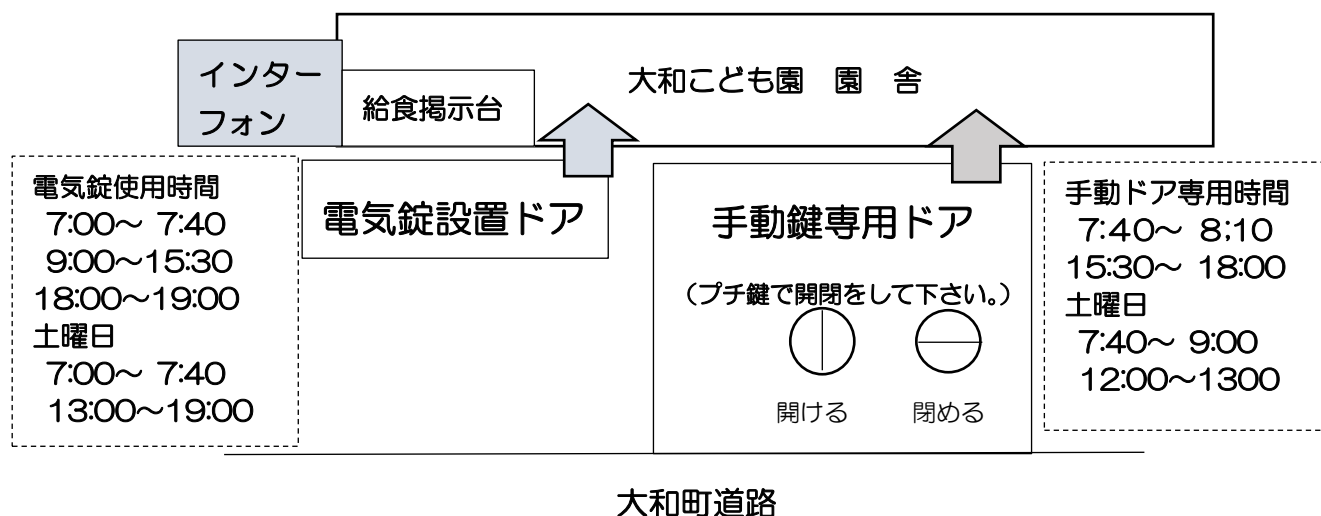 インター
フォン
給食掲示台
大和こども園　園　舎
電気錠使用時間
7:00～ 7:40
9:00～15:30
18:00～19:00
土曜日
7:00～ 7:40
13:00～19:00
電気錠設置ドア
手動鍵専用ドア
（プチ鍵で開閉をして下さい。）
開ける　閉める
手動ドア専用時間
7:40～ 8;10
15:30～ 18:00
土曜日
7:40～ 9:00
12:00～1300
大和町道路